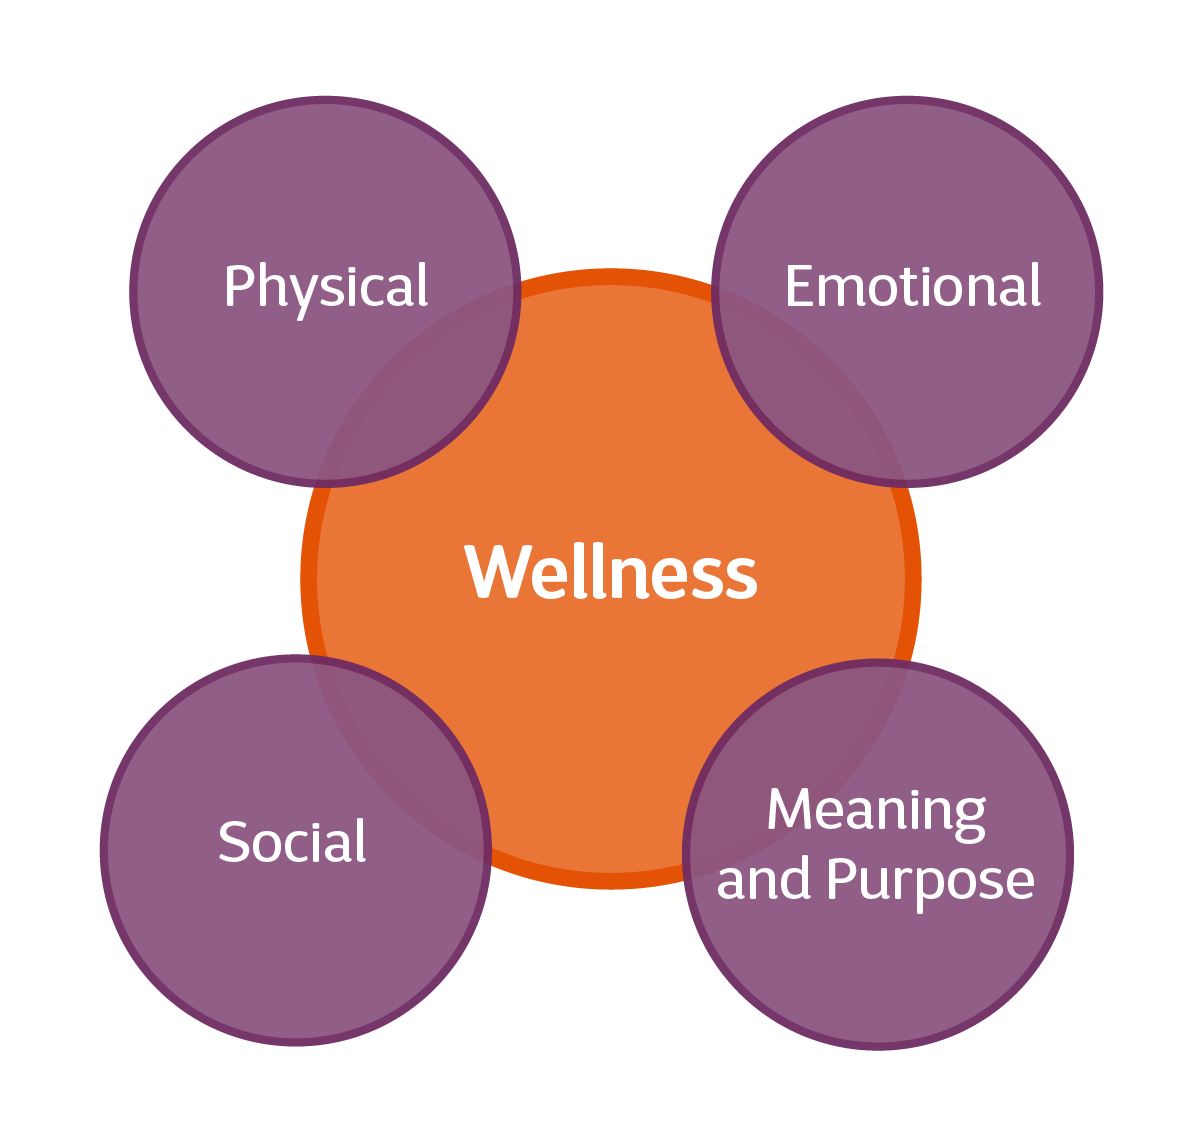 Physical
Emotional
Wellness
Social
Meaning
and Purpose